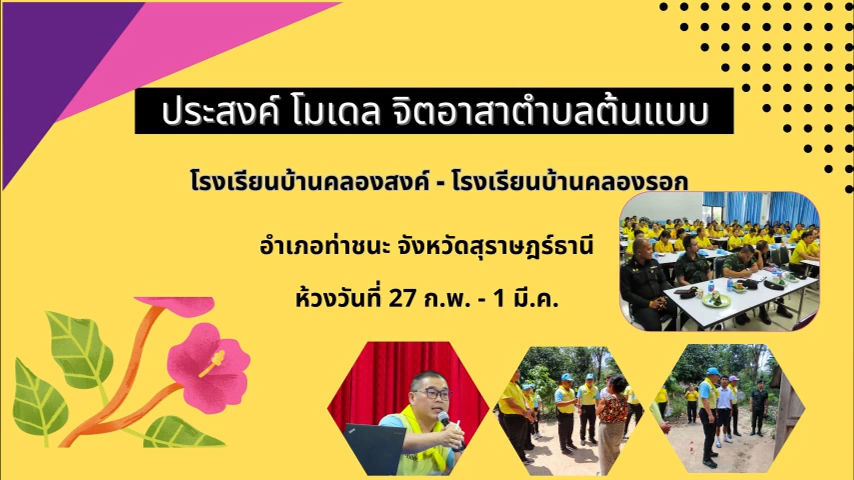 ประสงค์ โมเดล จิตอาสาตำบลต้นแบบ
โรงเรียนบ้านคลองสงค์ - โรงเรียนบ้านคลองรอก
อำเภอท่าชนะ จังหวัดสุราษฎร์ธานี
ห้วงวันที่ 27 ก.พ. - 1 มี.ค.